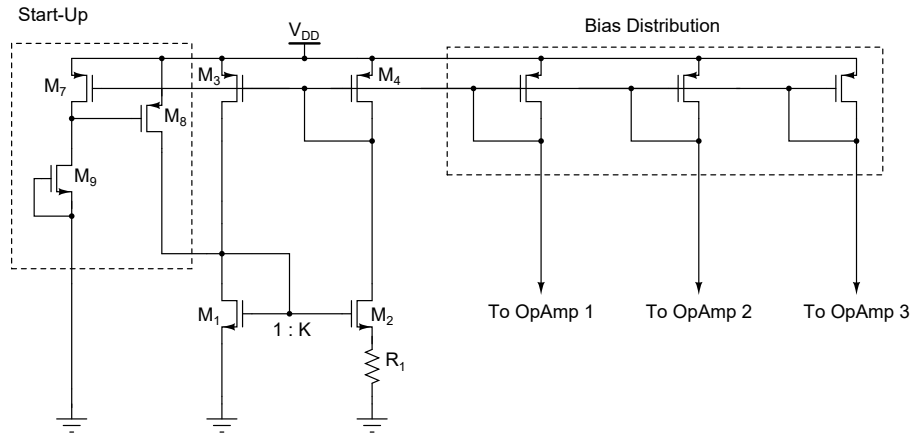 Start-Up
V_DD
Bias Distribution
M_7
M_3
M_4
M_8
M_9
M_1
1 : K
M_2
R_1
To OpAmp 1
To OpAmp 2
To OpAmp 3